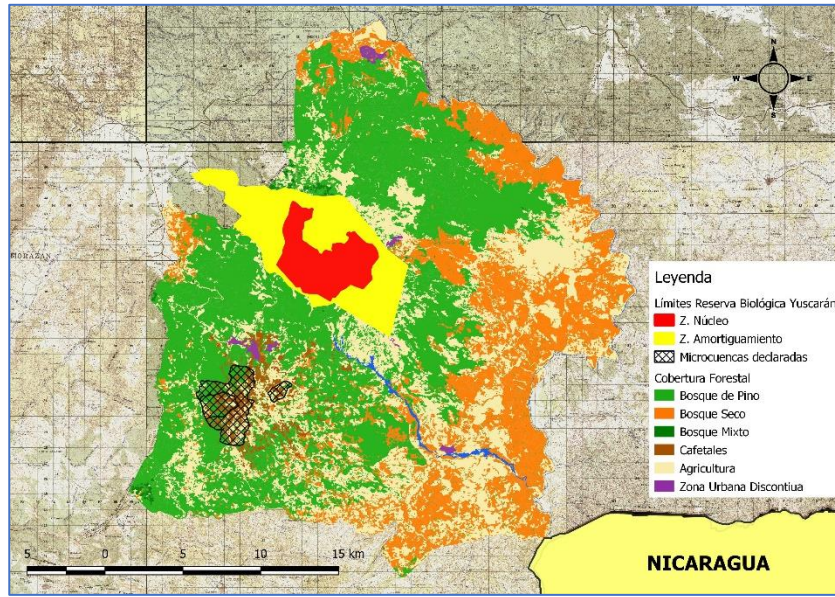 N
W E
S
MORAZAN
Leyenda
Límites Reserva Biológica Yuscarán
Z. Núcleo
Z. Amortiguamiento
Microcuencas declaradas
Cobertura Forestal
Bosque de Pino
Bosque Seco
Bosque Mixto
Cafetales
Agricultura
Zona Urbana Discontiua
5 0 5 10 15 km
NICARAGUA